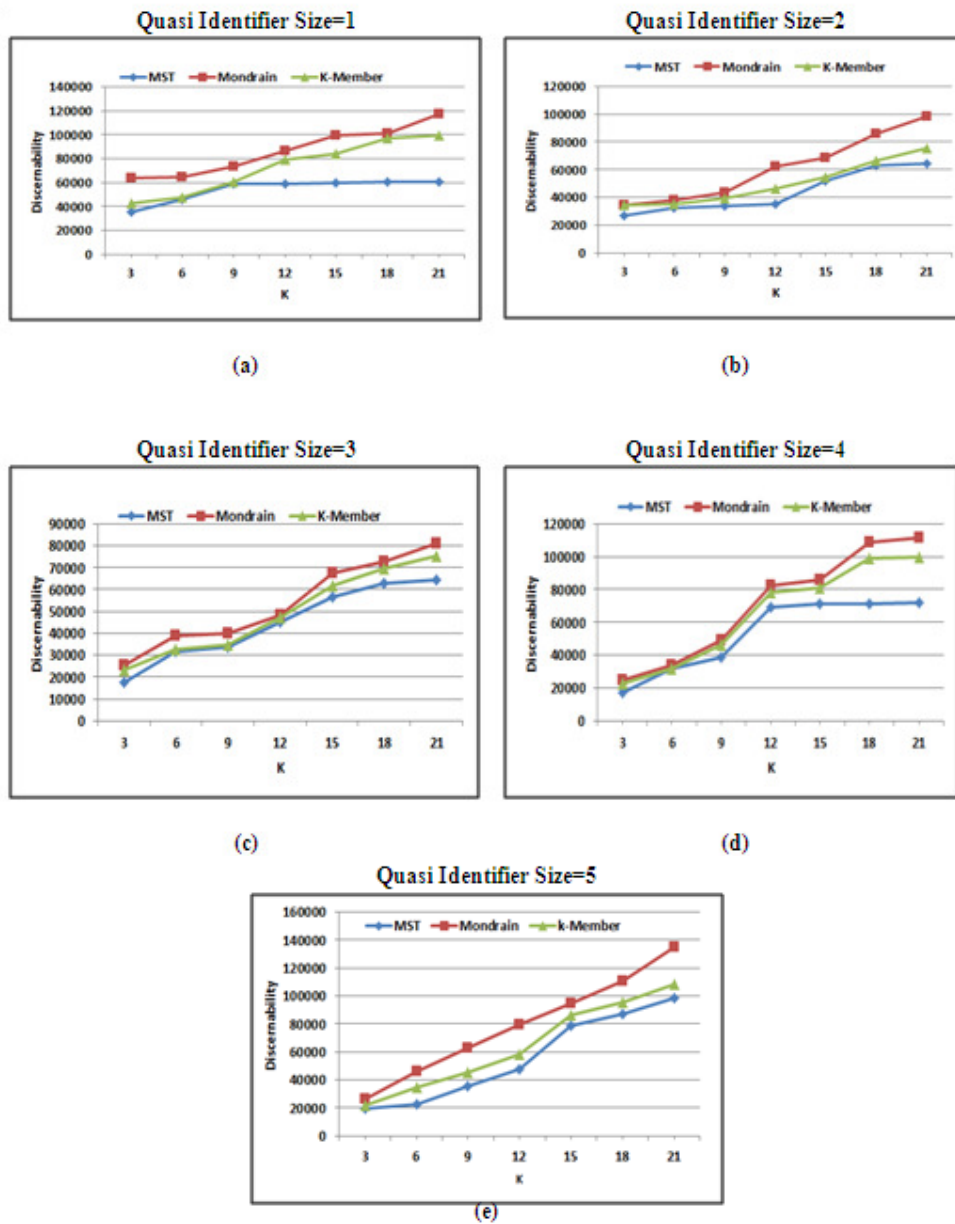 Quasi Identifier Size=1
MST Mondrain K-Member
140000
120000
100000
80000
60000
40000
20000
0
Discernability
3 6 9 12 15 18 21
K
(a)
Quasi Identifier Size=2
MST Mondrain K-Member
120000
100000
80000
60000
40000
20000
0
Discernability
3 6 9 12 15 18 21
K
(b)
Quasi Identifier Size=3
MST Mondrain K-Member
90000
80000
70000
60000
50000
40000
30000
20000
10000
0
Discernability
3 6 9 12 15 18 21
K
(c)
Quasi Identifier Size=4
MST Mondrain K-Member
120000
100000
80000
60000
40000
20000
0
Discernability
3 6 9 12 15 18 21
K
(d)
Quasi Identifier Size=5
MST Mondrain k-Member
160000
140000
120000
100000
80000
60000
40000
20000
0
Discernability
3 6 9 12 15 18 21
K
(e)